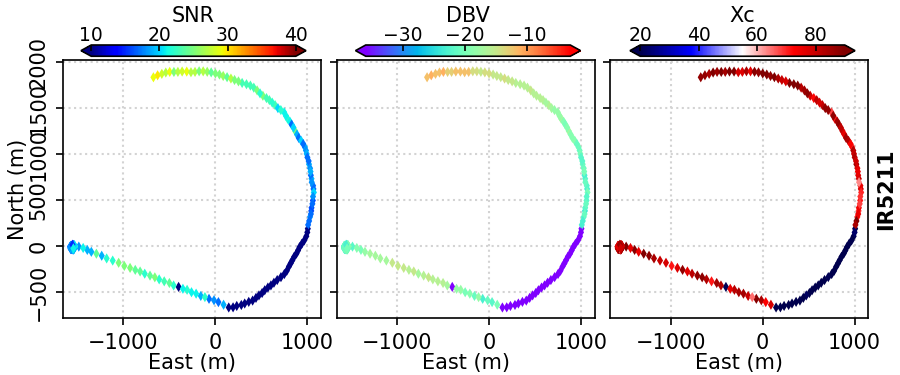 SNR
DBV
Xc
10 20 30 40
−30 −20 −10
20 40 60 80
North (m)
2000
1500
1000
500
0
−500
IR5211
−1000 0 1000
−1000 0 1000
−1000 0 1000
East (m)
East (m)
East (m)